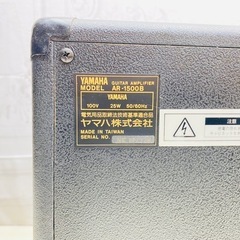 YAMAHA GUITAR AMPLIFIER
MODEL AR-1500B
YAMAHA
100V 25W 50/60Hz
電気用品取締法技術基準適合品
ヤマハ株式会社
MADE IN TAIWAN
SERIAL NO.
注意